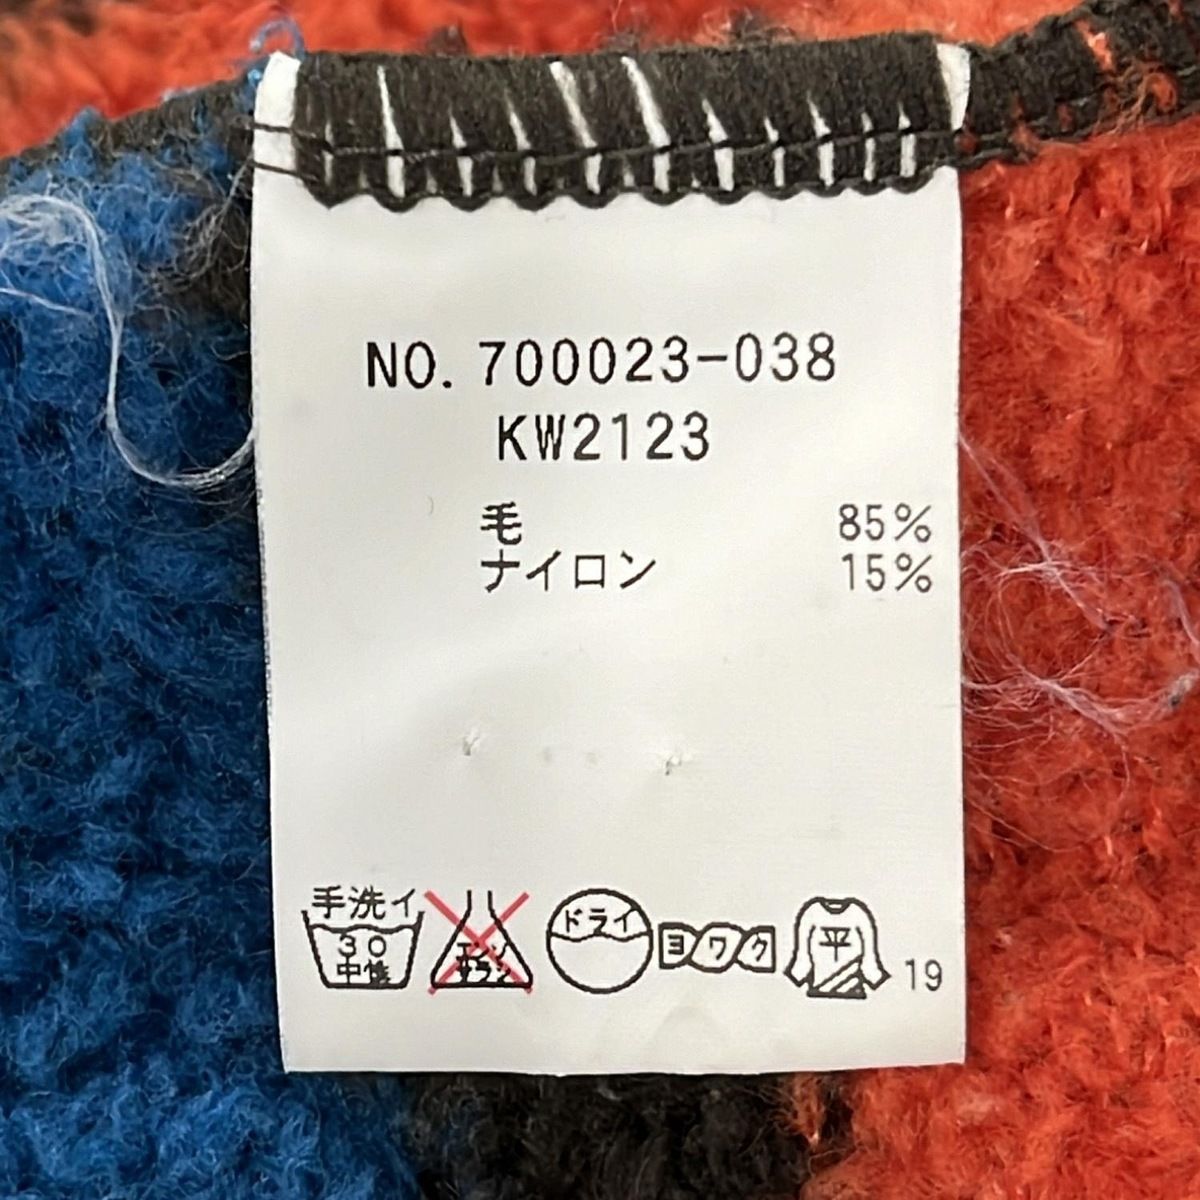 NO. 700023-038
KW2123
毛 85%
ナイロン 15%
手洗イ
30
中性
エンソ
サラシ
ドライ
ヨワク
平
19